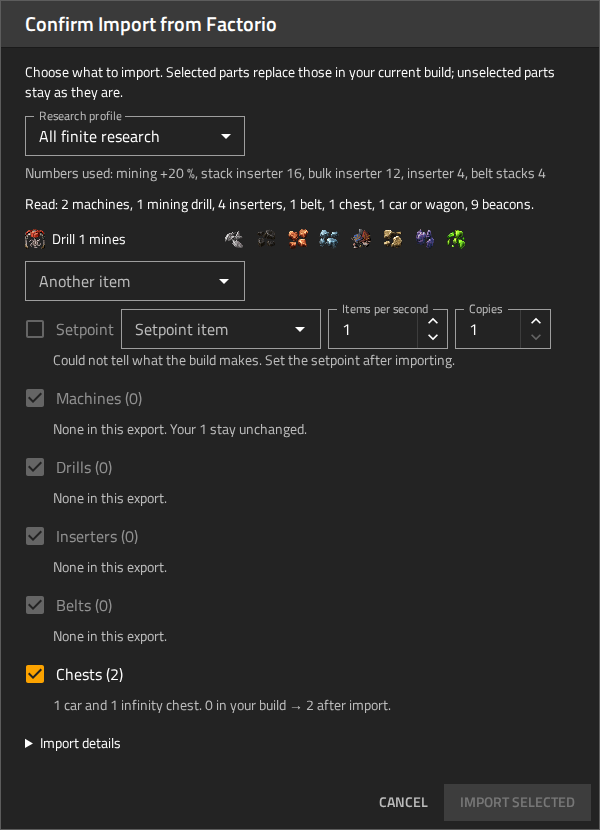 Confirm Import from Factorio
Choose what to import. Selected parts replace those in your current build; unselected parts
stay as they are.
Research profile
All finite research
Numbers used: mining +20 %, stack inserter 16, bulk inserter 12, inserter 4, belt stacks 4
Read: 2 machines, 1 mining drill, 4 inserters, 1 belt, 1 chest, 1 car or wagon, 9 beacons.
Drill 1 mines
Another item
Setpoint
Setpoint item
Items per second
1
Copies
1
Could not tell what the build makes. Set the setpoint after importing.
Machines (0)
None in this export. Your 1 stay unchanged.
Drills (0)
None in this export.
Inserters (0)
None in this export.
Belts (0)
None in this export.
Chests (2)
1 car and 1 infinity chest. 0 in your build → 2 after import.
Import details
CANCEL
IMPORT SELECTED